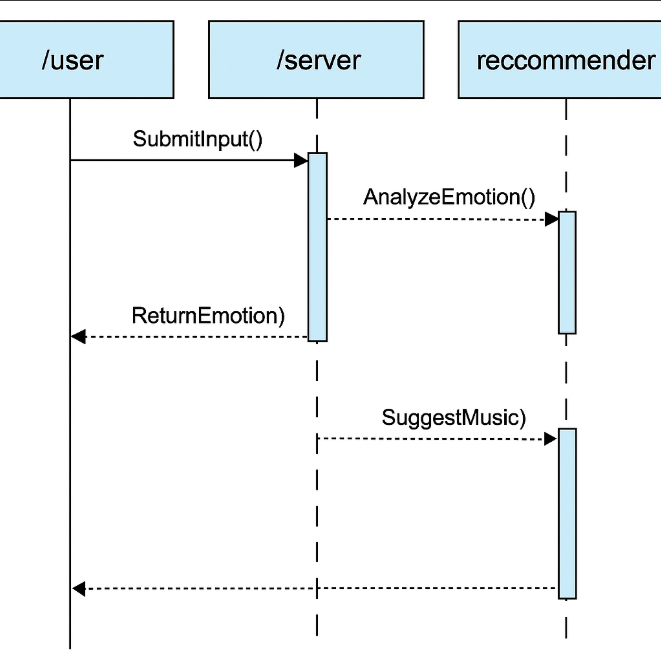 /user
/server
reccommender
SubmitInput()
AnalyzeEmotion()
ReturnEmotion)
SuggestMusic)